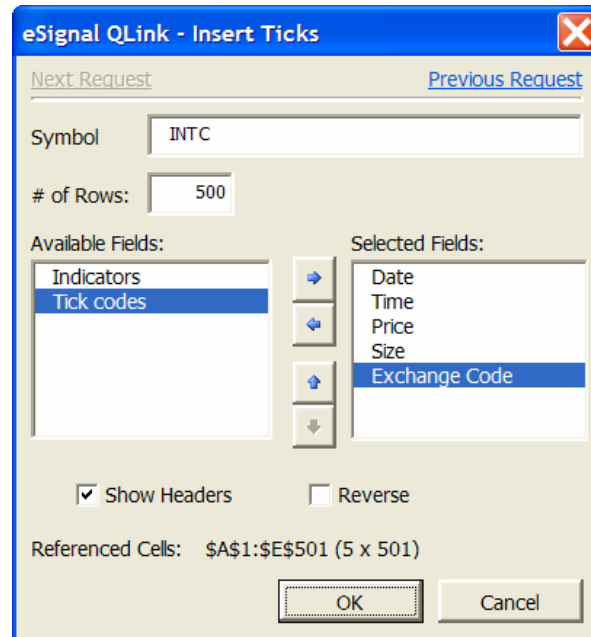 eSignal QLink - Insert Ticks
Next Request Previous Request
Symbol INTC
# of Rows: 500
Available Fields: Selected Fields:
Indicators Date
Tick codes Time
Price
Size
Exchange Code
Show Headers Reverse
Referenced Cells: $A$1:$E$501 (5 x 501)
OK Cancel